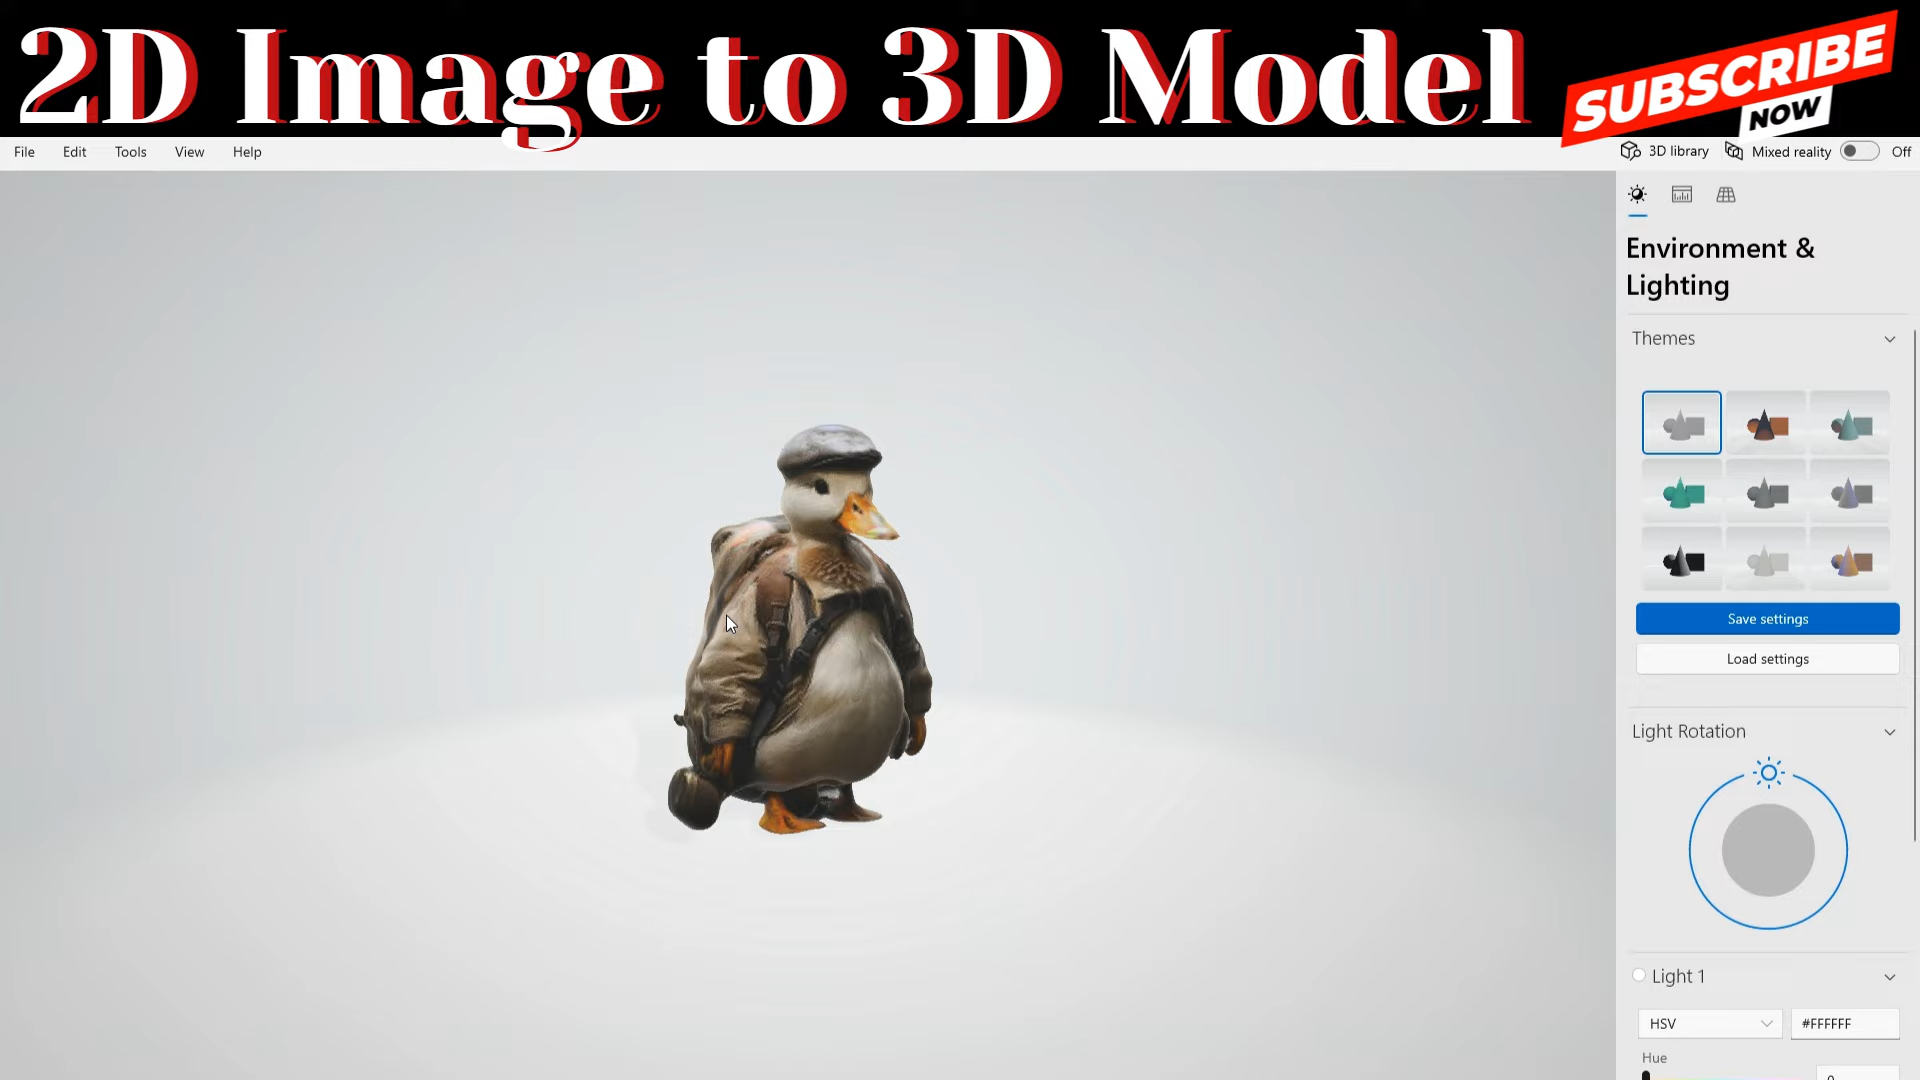 2D Image to 3D Model
SUBSCRIBE
NOW
File Edit Tools View Help
3D library Mixed reality Off
Environment &
Lighting
Themes
Save settings
Load settings
Light Rotation
Light 1
HSV #FFFFFF
Hue